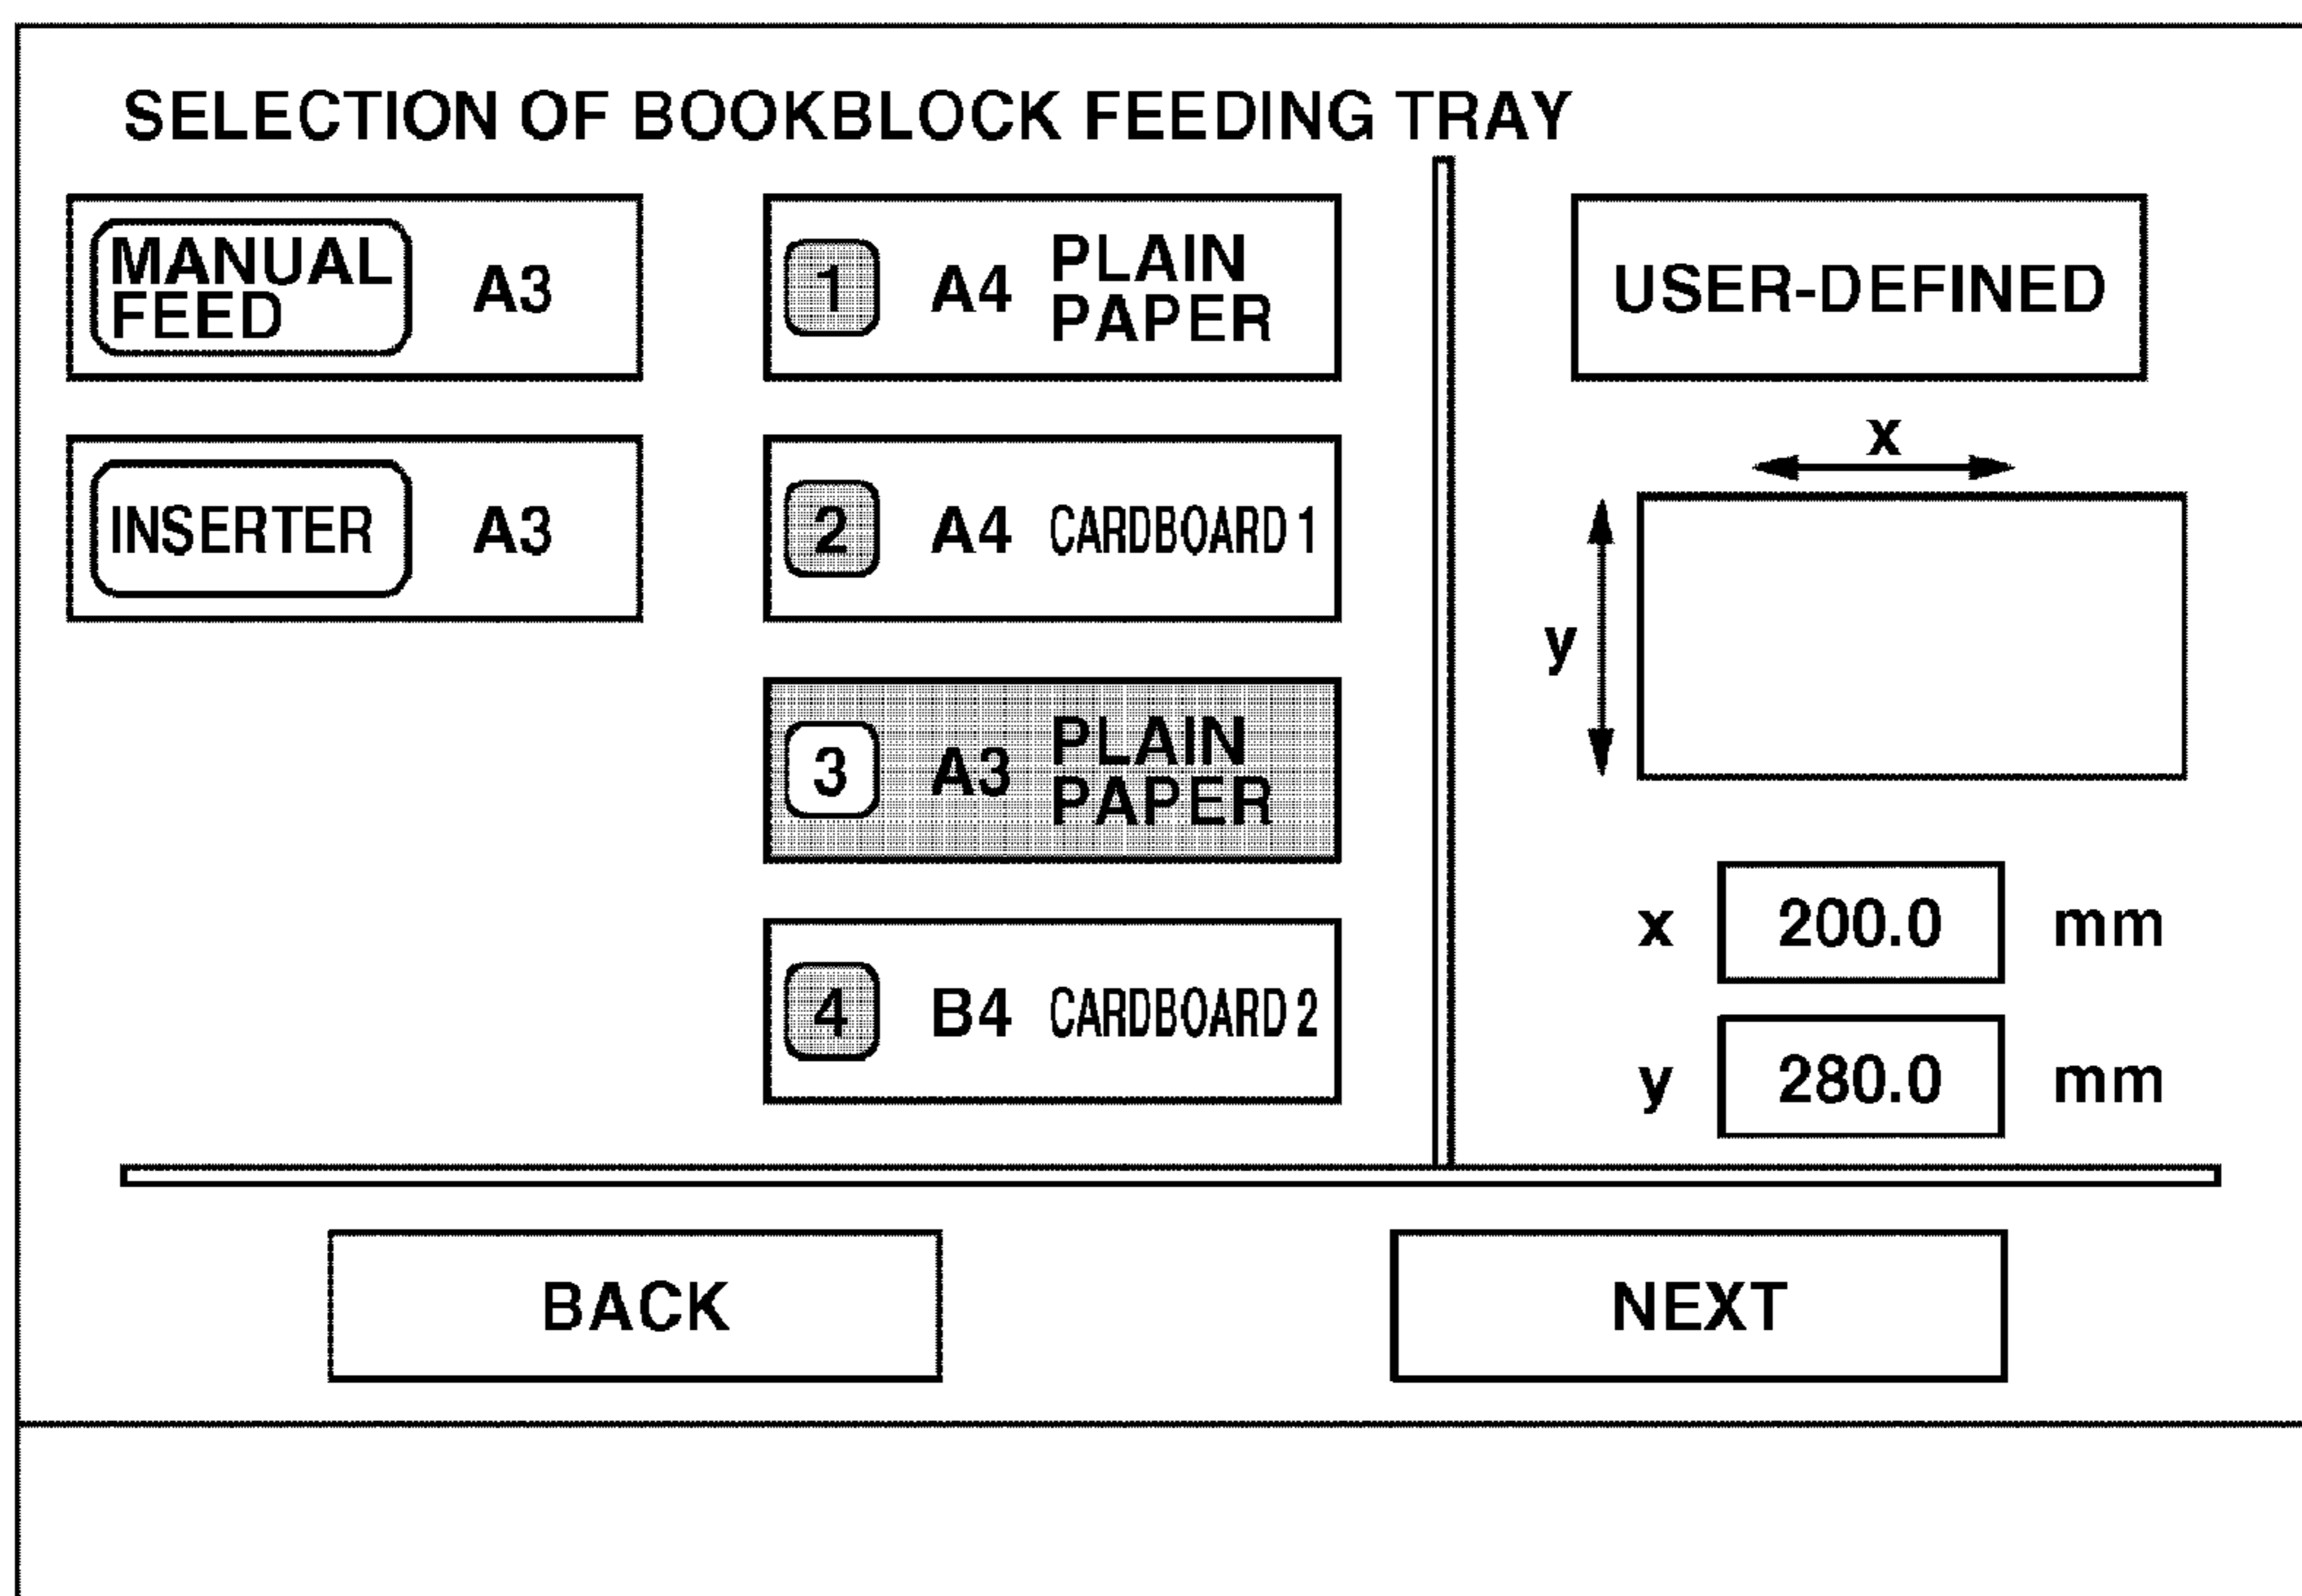 SELECTION OF BOOKBLOCK FEEDING TRAY
MANUAL
FEED
A3
INSERTER A3
1 A4 PLAIN
PAPER
2 A4 CARDBOARD 1
3 A3 PLAIN
PAPER
4 B4 CARDBOARD 2
USER-DEFINED
x
y
x 200.0 mm
y 280.0 mm
BACK
NEXT